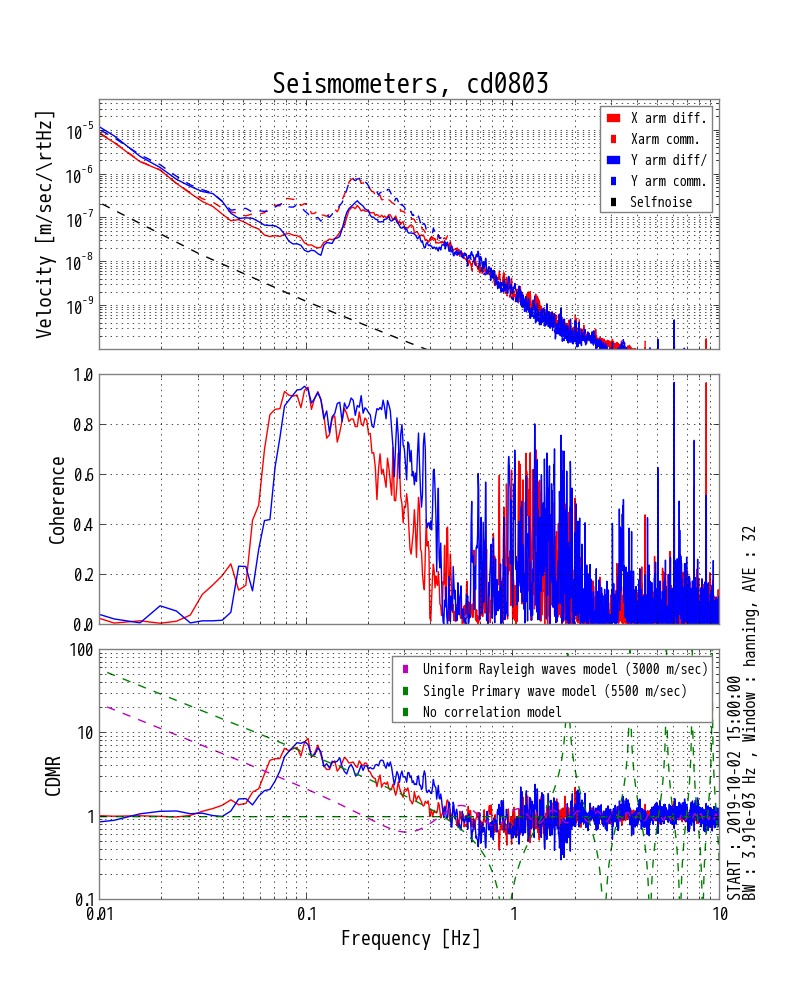 Seismometers, cd0803
Velocity [m/sec/\rtHz]
10^-5
10^-6
10^-7
10^-8
10^-9
X arm diff.
Xarm comm.
Y arm diff/
Y arm comm.
Selfnoise
Coherence
1.0
0.8
0.6
0.4
0.2
0.0
CDMR
100
10
1
0.1
Uniform Rayleigh waves model (3000 m/sec)
Single Primary wave model (5500 m/sec)
No correlation model
0.01
0.1
1
10
Frequency [Hz]
START : 2019-10-02 15:00:00
BW : 3.91e-03 Hz , Window : hanning, AVE : 32